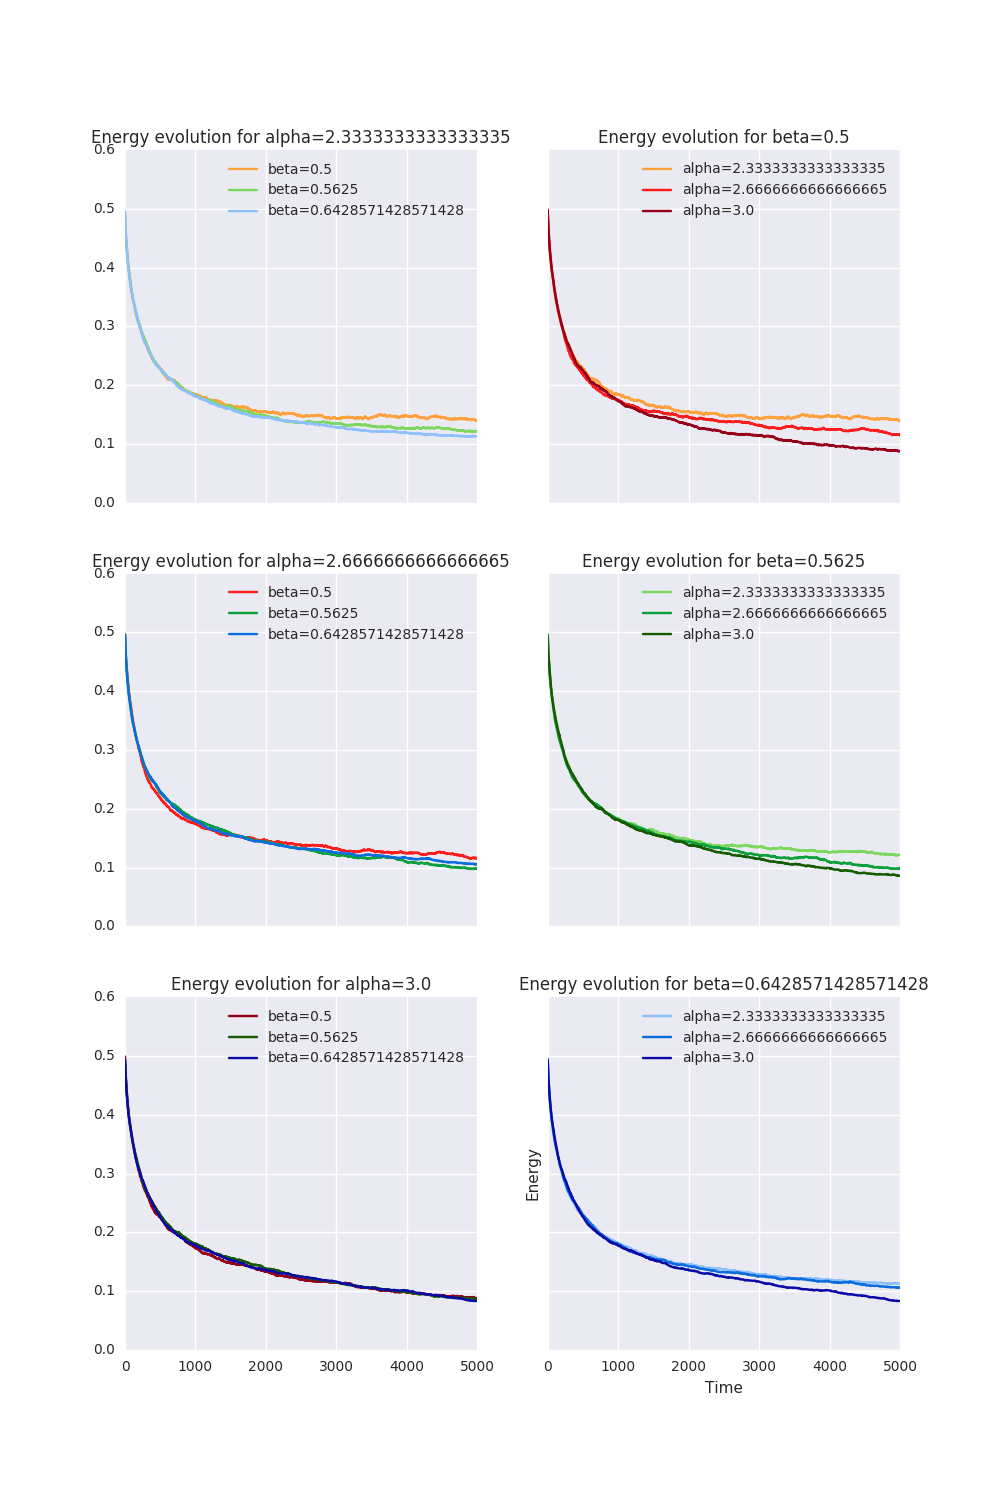 Energy evolution for alpha=2.3333333333333335
0.6
0.5
0.4
0.3
0.2
0.1
0.0
beta=0.5
beta=0.5625
beta=0.6428571428571428
Energy evolution for beta=0.5
alpha=2.3333333333333335
alpha=2.6666666666666665
alpha=3.0
Energy evolution for alpha=2.6666666666666665
0.6
0.5
0.4
0.3
0.2
0.1
0.0
beta=0.5
beta=0.5625
beta=0.6428571428571428
Energy evolution for beta=0.5625
alpha=2.3333333333333335
alpha=2.6666666666666665
alpha=3.0
Energy evolution for alpha=3.0
0.6
0.5
0.4
0.3
0.2
0.1
0.0
beta=0.5
beta=0.5625
beta=0.6428571428571428
0 1000 2000 3000 4000 5000
Energy evolution for beta=0.6428571428571428
alpha=2.3333333333333335
alpha=2.6666666666666665
alpha=3.0
Energy
0 1000 2000 3000 4000 5000
Time